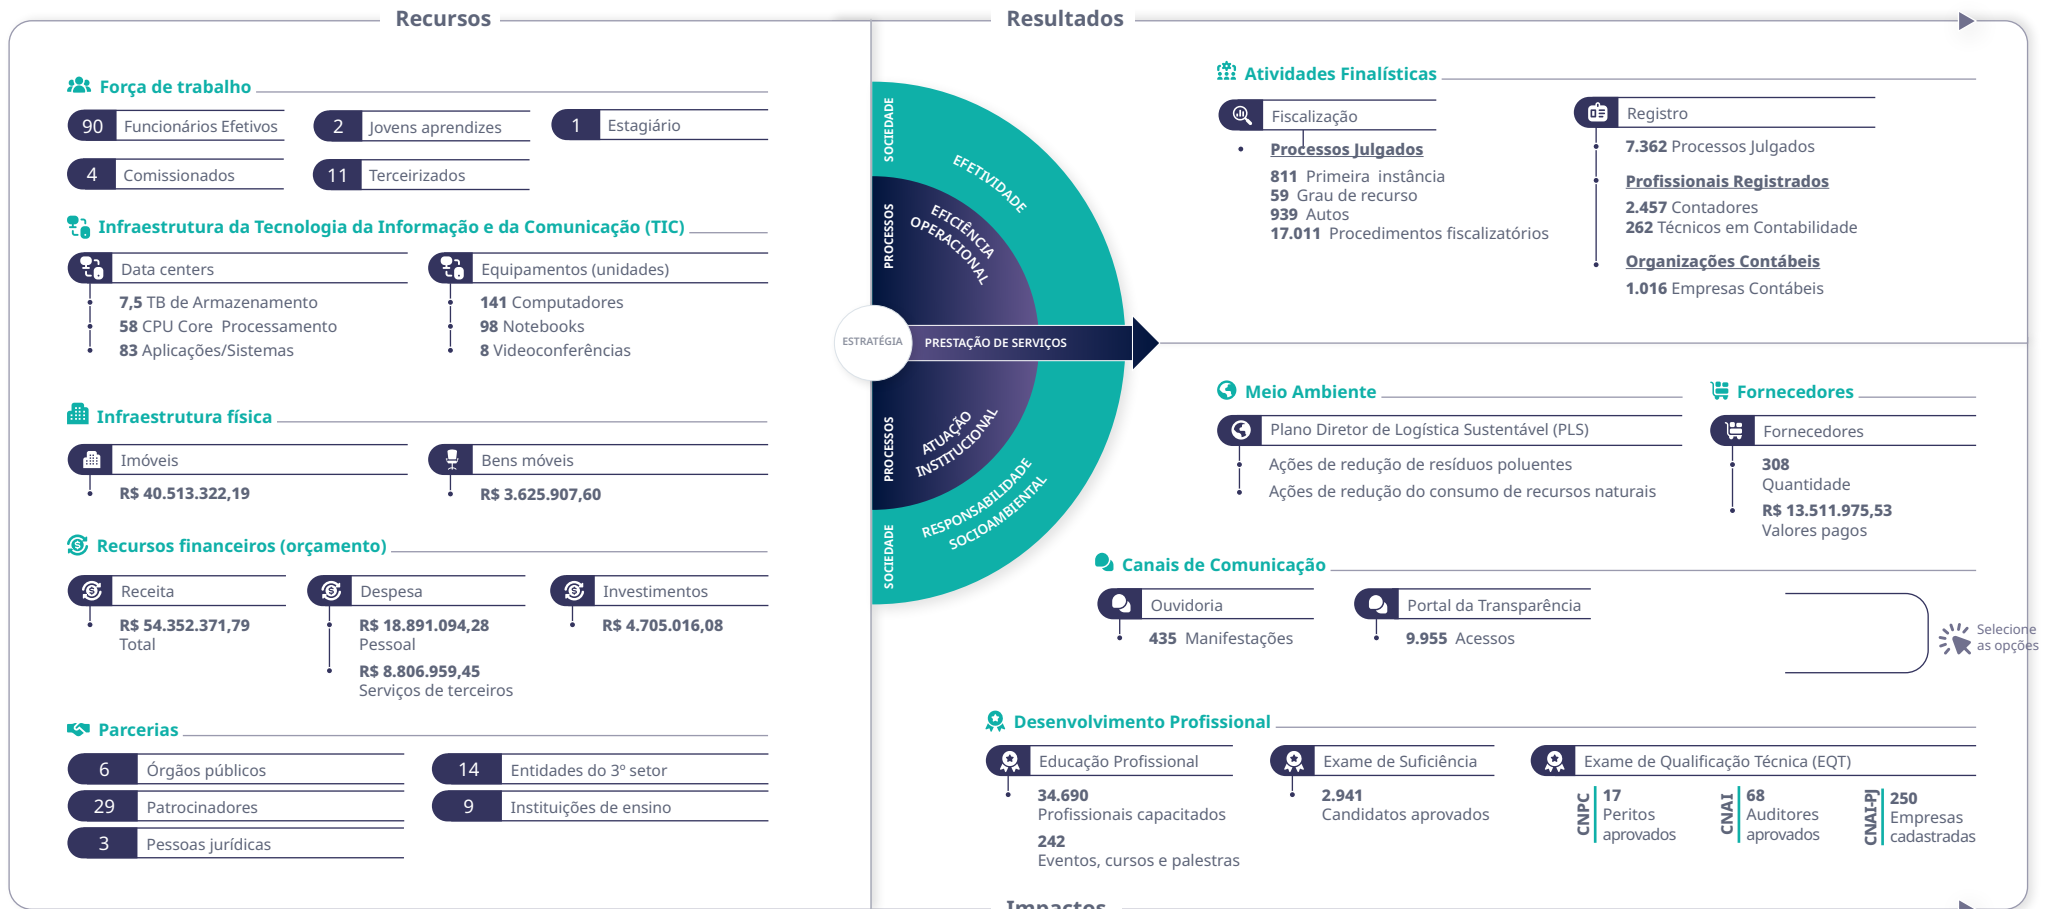 Recursos
Força de trabalho
90 Funcionários Efetivos
2 Jovens aprendizes
1 Estagiário
4 Comissionados
11 Terceirizados
Infraestrutura da Tecnologia da Informação e da Comunicação (TIC)
Data centers
7,5 TB de Armazenamento
58 CPU Core Processamento
83 Aplicações/Sistemas
Equipamentos (unidades)
141 Computadores
98 Notebooks
8 Videoconferências
Infraestrutura física
Imóveis
R$ 40.513.322,19
Bens móveis
R$ 3.625.907,60
Recursos financeiros (orçamento)
Receita
R$ 54.352.371,79
Total
Despesa
R$ 18.891.094,28
Pessoal
R$ 8.806.959,45
Serviços de terceiros
Investimentos
R$ 4.705.016,08
Parcerias
6 Órgãos públicos
29 Patrocinadores
3 Pessoas jurídicas
14 Entidades do 3º setor
9 Instituições de ensino
SOCIEDADE
EFETIVIDADE
PROCESSOS
EFICIÊNCIA
OPERACIONAL
ESTRATÉGIA
PRESTAÇÃO DE SERVIÇOS
PROCESSOS
ATUAÇÃO
INSTITUCIONAL
RESPONSABILIDADE
SOCIOAMBIENTAL
SOCIEDADE
Resultados
Atividades Finalísticas
Fiscalização
Processos Julgados
811 Primeira instância
59 Grau de recurso
939 Autos
17.011 Procedimentos fiscalizatórios
Registro
7.362 Processos Julgados
Profissionais Registrados
2.457 Contadores
262 Técnicos em Contabilidade
Organizações Contábeis
1.016 Empresas Contábeis
Meio Ambiente
Plano Diretor de Logística Sustentável (PLS)
Ações de redução de resíduos poluentes
Ações de redução do consumo de recursos naturais
Fornecedores
Fornecedores
308
Quantidade
R$ 13.511.975,53
Valores pagos
Canais de Comunicação
Ouvidoria
435 Manifestações
Portal da Transparência
9.955 Acessos
Selecione
as opções
Desenvolvimento Profissional
Educação Profissional
34.690
Profissionais capacitados
242
Eventos, cursos e palestras
Exame de Suficiência
2.941
Candidatos aprovados
Exame de Qualificação Técnica (EQT)
CNPC
17
Peritos
aprovados
CNAI
68
Auditores
aprovados
CNAI-PJ
250
Empresas
cadastradas
Impactos